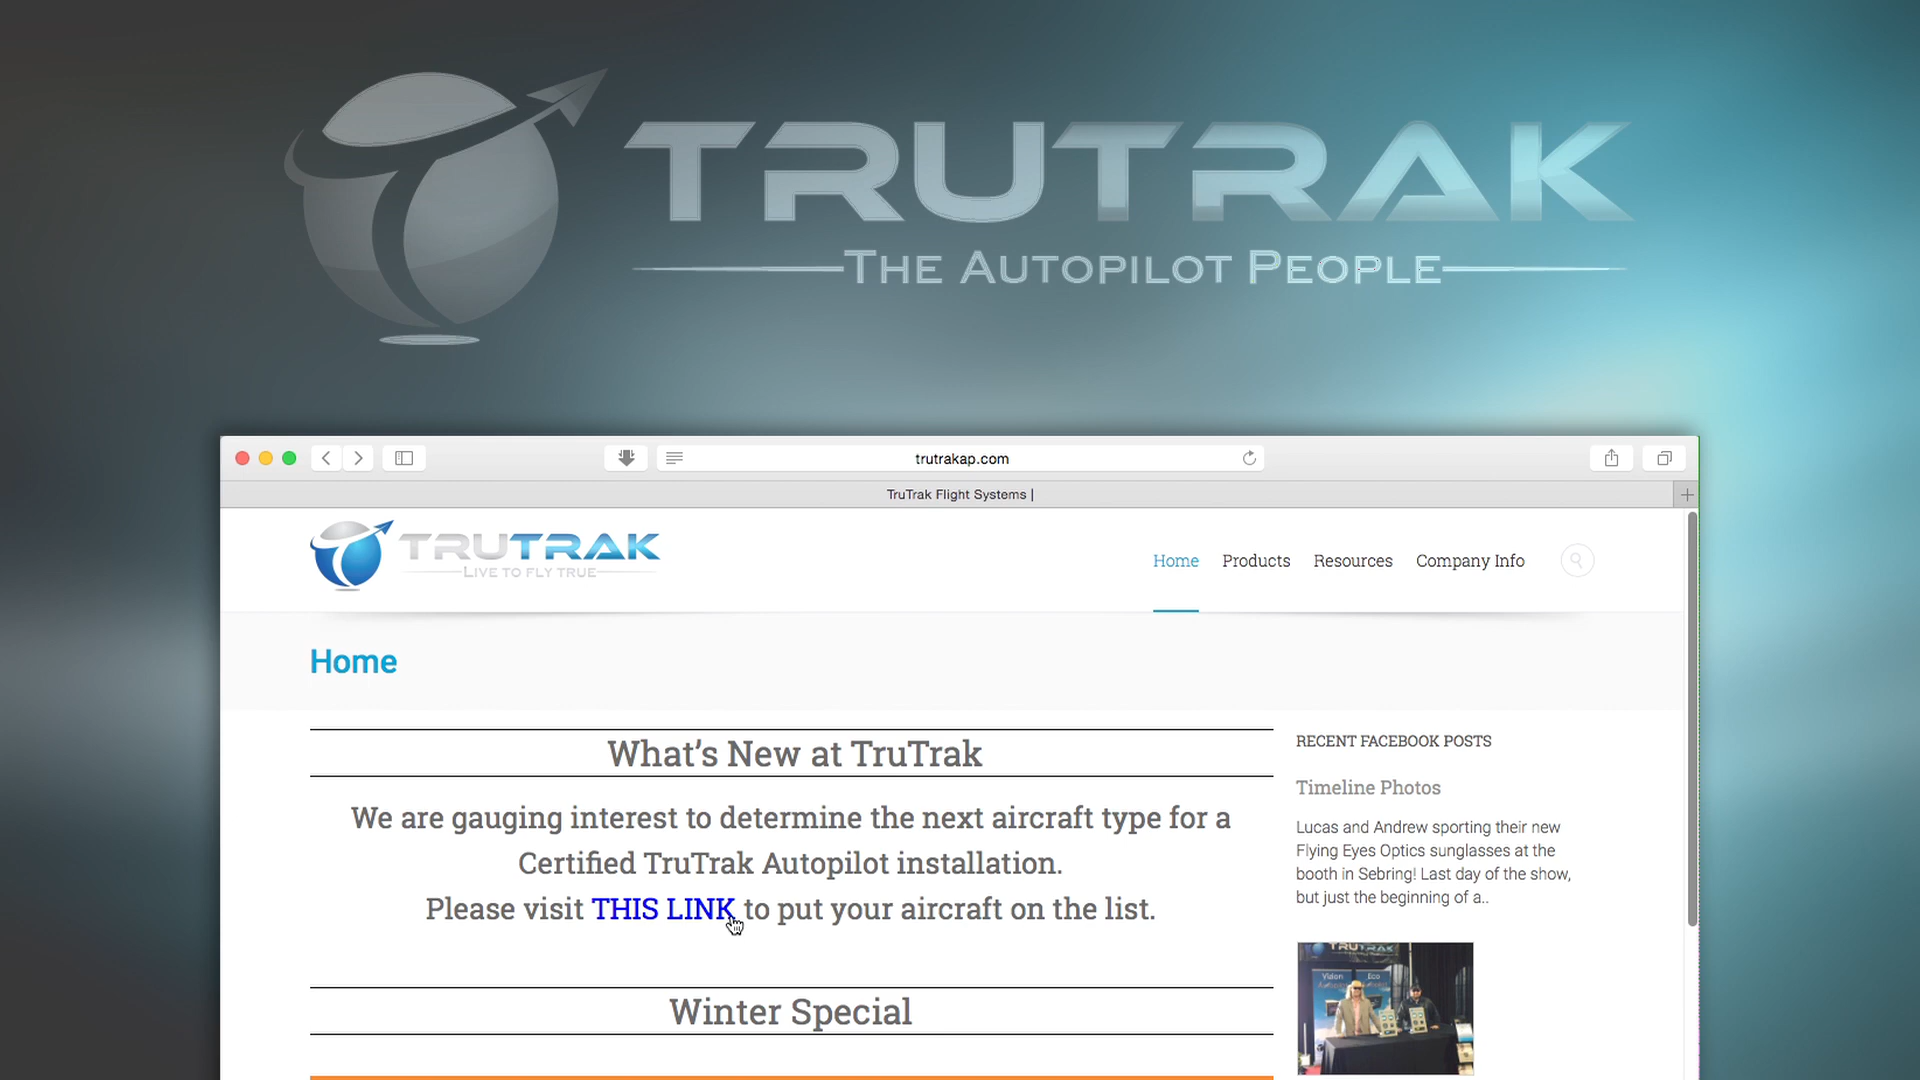 TRUTRAK
THE AUTOPILOT PEOPLE
trutrakap.com
TruTrak Flight Systems |
TRUTRAK
LIVE TO FLY TRUE
Home
Products
Resources
Company Info
Home
What's New at TruTrak
We are gauging interest to determine the next aircraft type for a
Certified TruTrak Autopilot installation.
Please visit THIS LINK to put your aircraft on the list.
Winter Special
RECENT FACEBOOK POSTS
Timeline Photos
Lucas and Andrew sporting their new
Flying Eyes Optics sunglasses at the
booth in Sebring! Last day of the show,
but just the beginning of a..
TRUTRAK
Vision
Eco